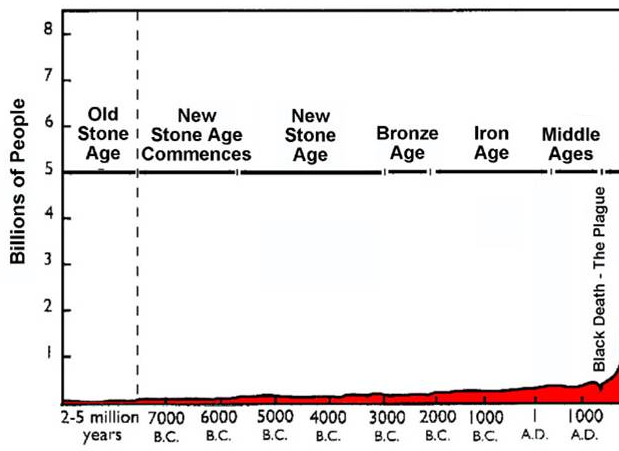 8
7
6
5
4
3
2
1
Billions of People
Old
Stone
Age
New
Stone Age
Commences
New
Stone
Age
Bronze
Age
Iron
Age
Middle
Ages
Black Death - The Plague
2-5 million
years
7000
B.C.
6000
B.C.
5000
B.C.
4000
B.C.
3000
B.C.
2000
B.C.
1000
B.C.
1
A.D.
1000
A.D.